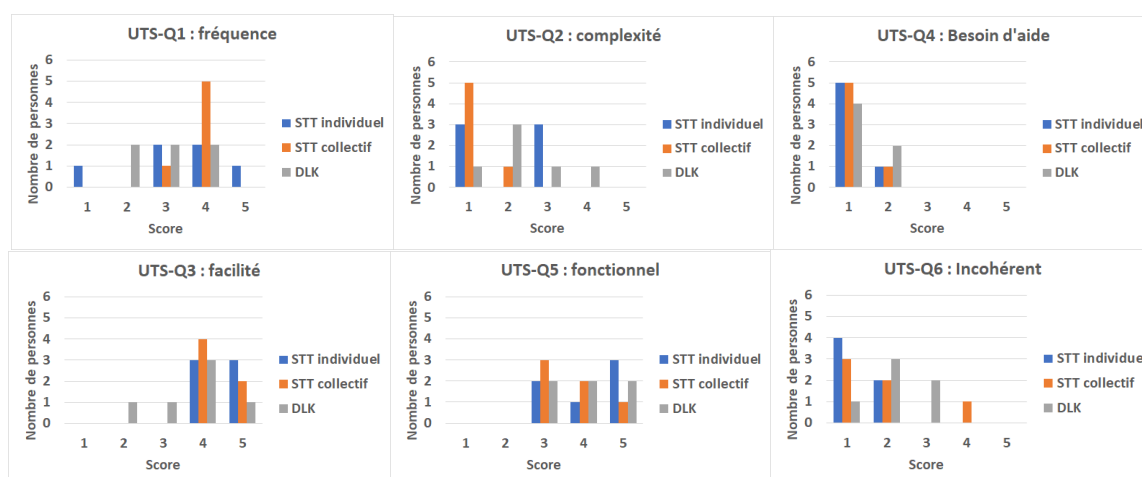 UTS-Q1 : fréquence
Nombre de personnes
6
5
4
3
2
1
0
1 2 3 4 5
Score
STT individuel
STT collectif
DLK
UTS-Q2 : complexité
Nombre de personnes
6
5
4
3
2
1
0
1 2 3 4 5
Score
STT individuel
STT collectif
DLK
UTS-Q4 : Besoin d'aide
Nombre de personnes
6
5
4
3
2
1
0
1 2 3 4 5
Score
STT individuel
STT collectif
DLK
UTS-Q3 : facilité
Nombre de personnes
6
5
4
3
2
1
0
1 2 3 4 5
Score
STT individuel
STT collectif
DLK
UTS-Q5 : fonctionnel
Nombre de personnes
6
5
4
3
2
1
0
1 2 3 4 5
Score
STT individuel
STT collectif
DLK
UTS-Q6 : Incohérent
Nombre de personnes
6
5
4
3
2
1
0
1 2 3 4 5
Score
STT individuel
STT collectif
DLK